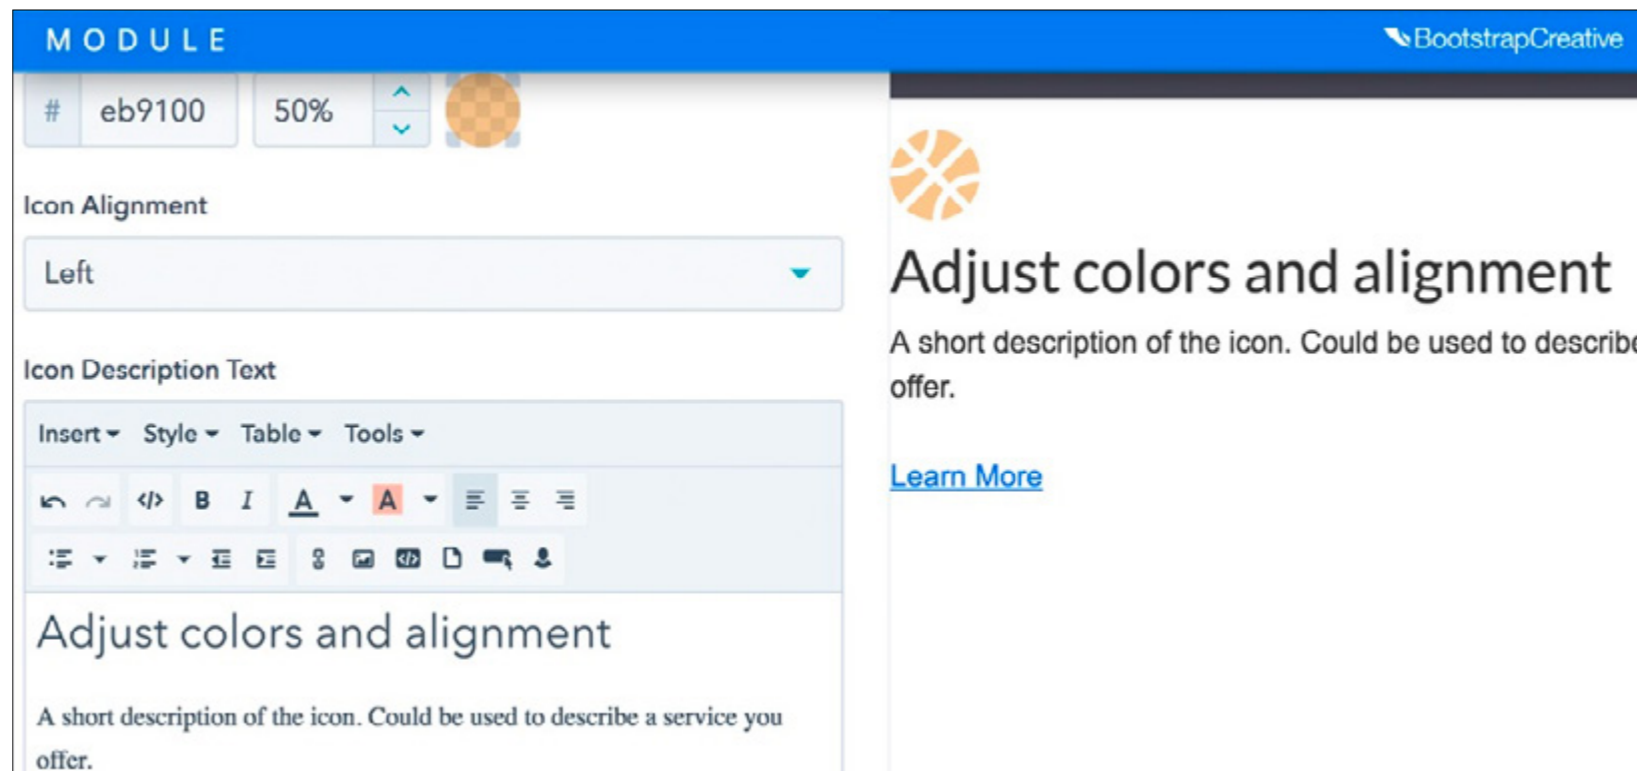 MODULE
BootstrapCreative
# eb9100 50%
Icon Alignment
Left
Icon Description Text
Insert Style Table Tools
B I A A
Adjust colors and alignment
A short description of the icon. Could be used to describe a service you
offer.
Adjust colors and alignment
A short description of the icon. Could be used to describe
offer.
Learn More